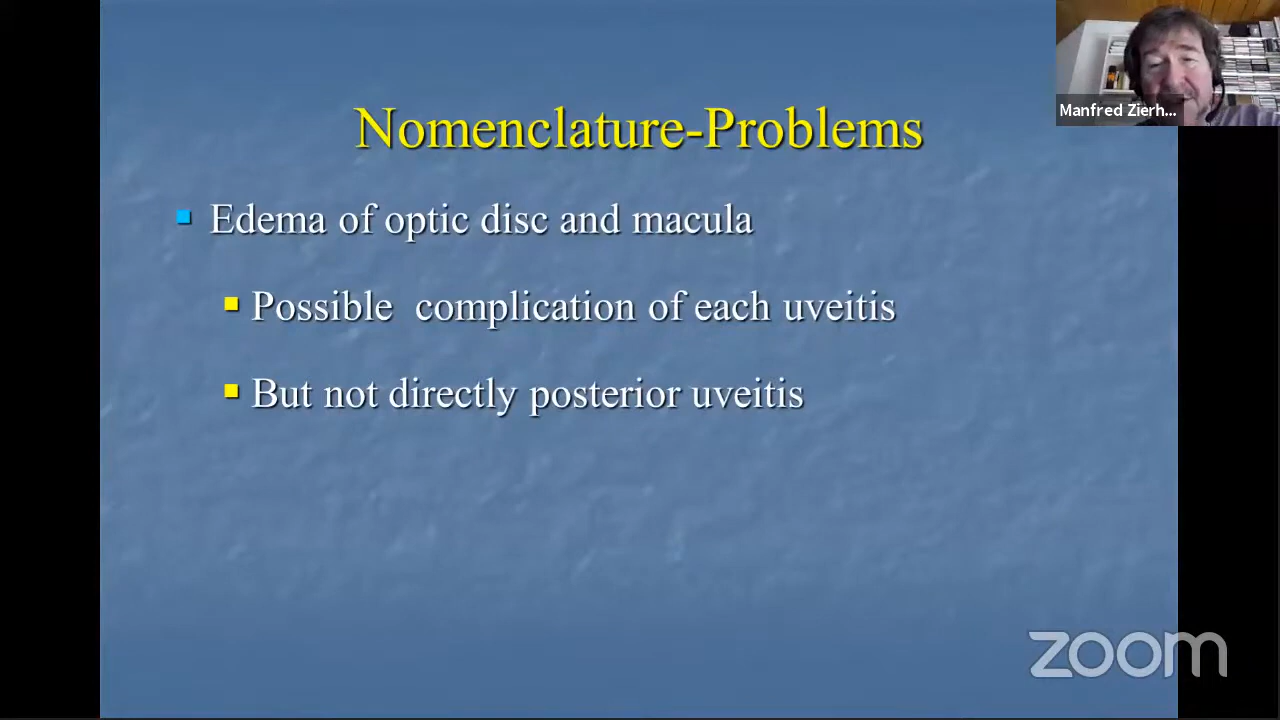 Nomenclature-Problems
Edema of optic disc and macula
Possible complication of each uveitis
But not directly posterior uveitis
Manfred Zierh...
zoom